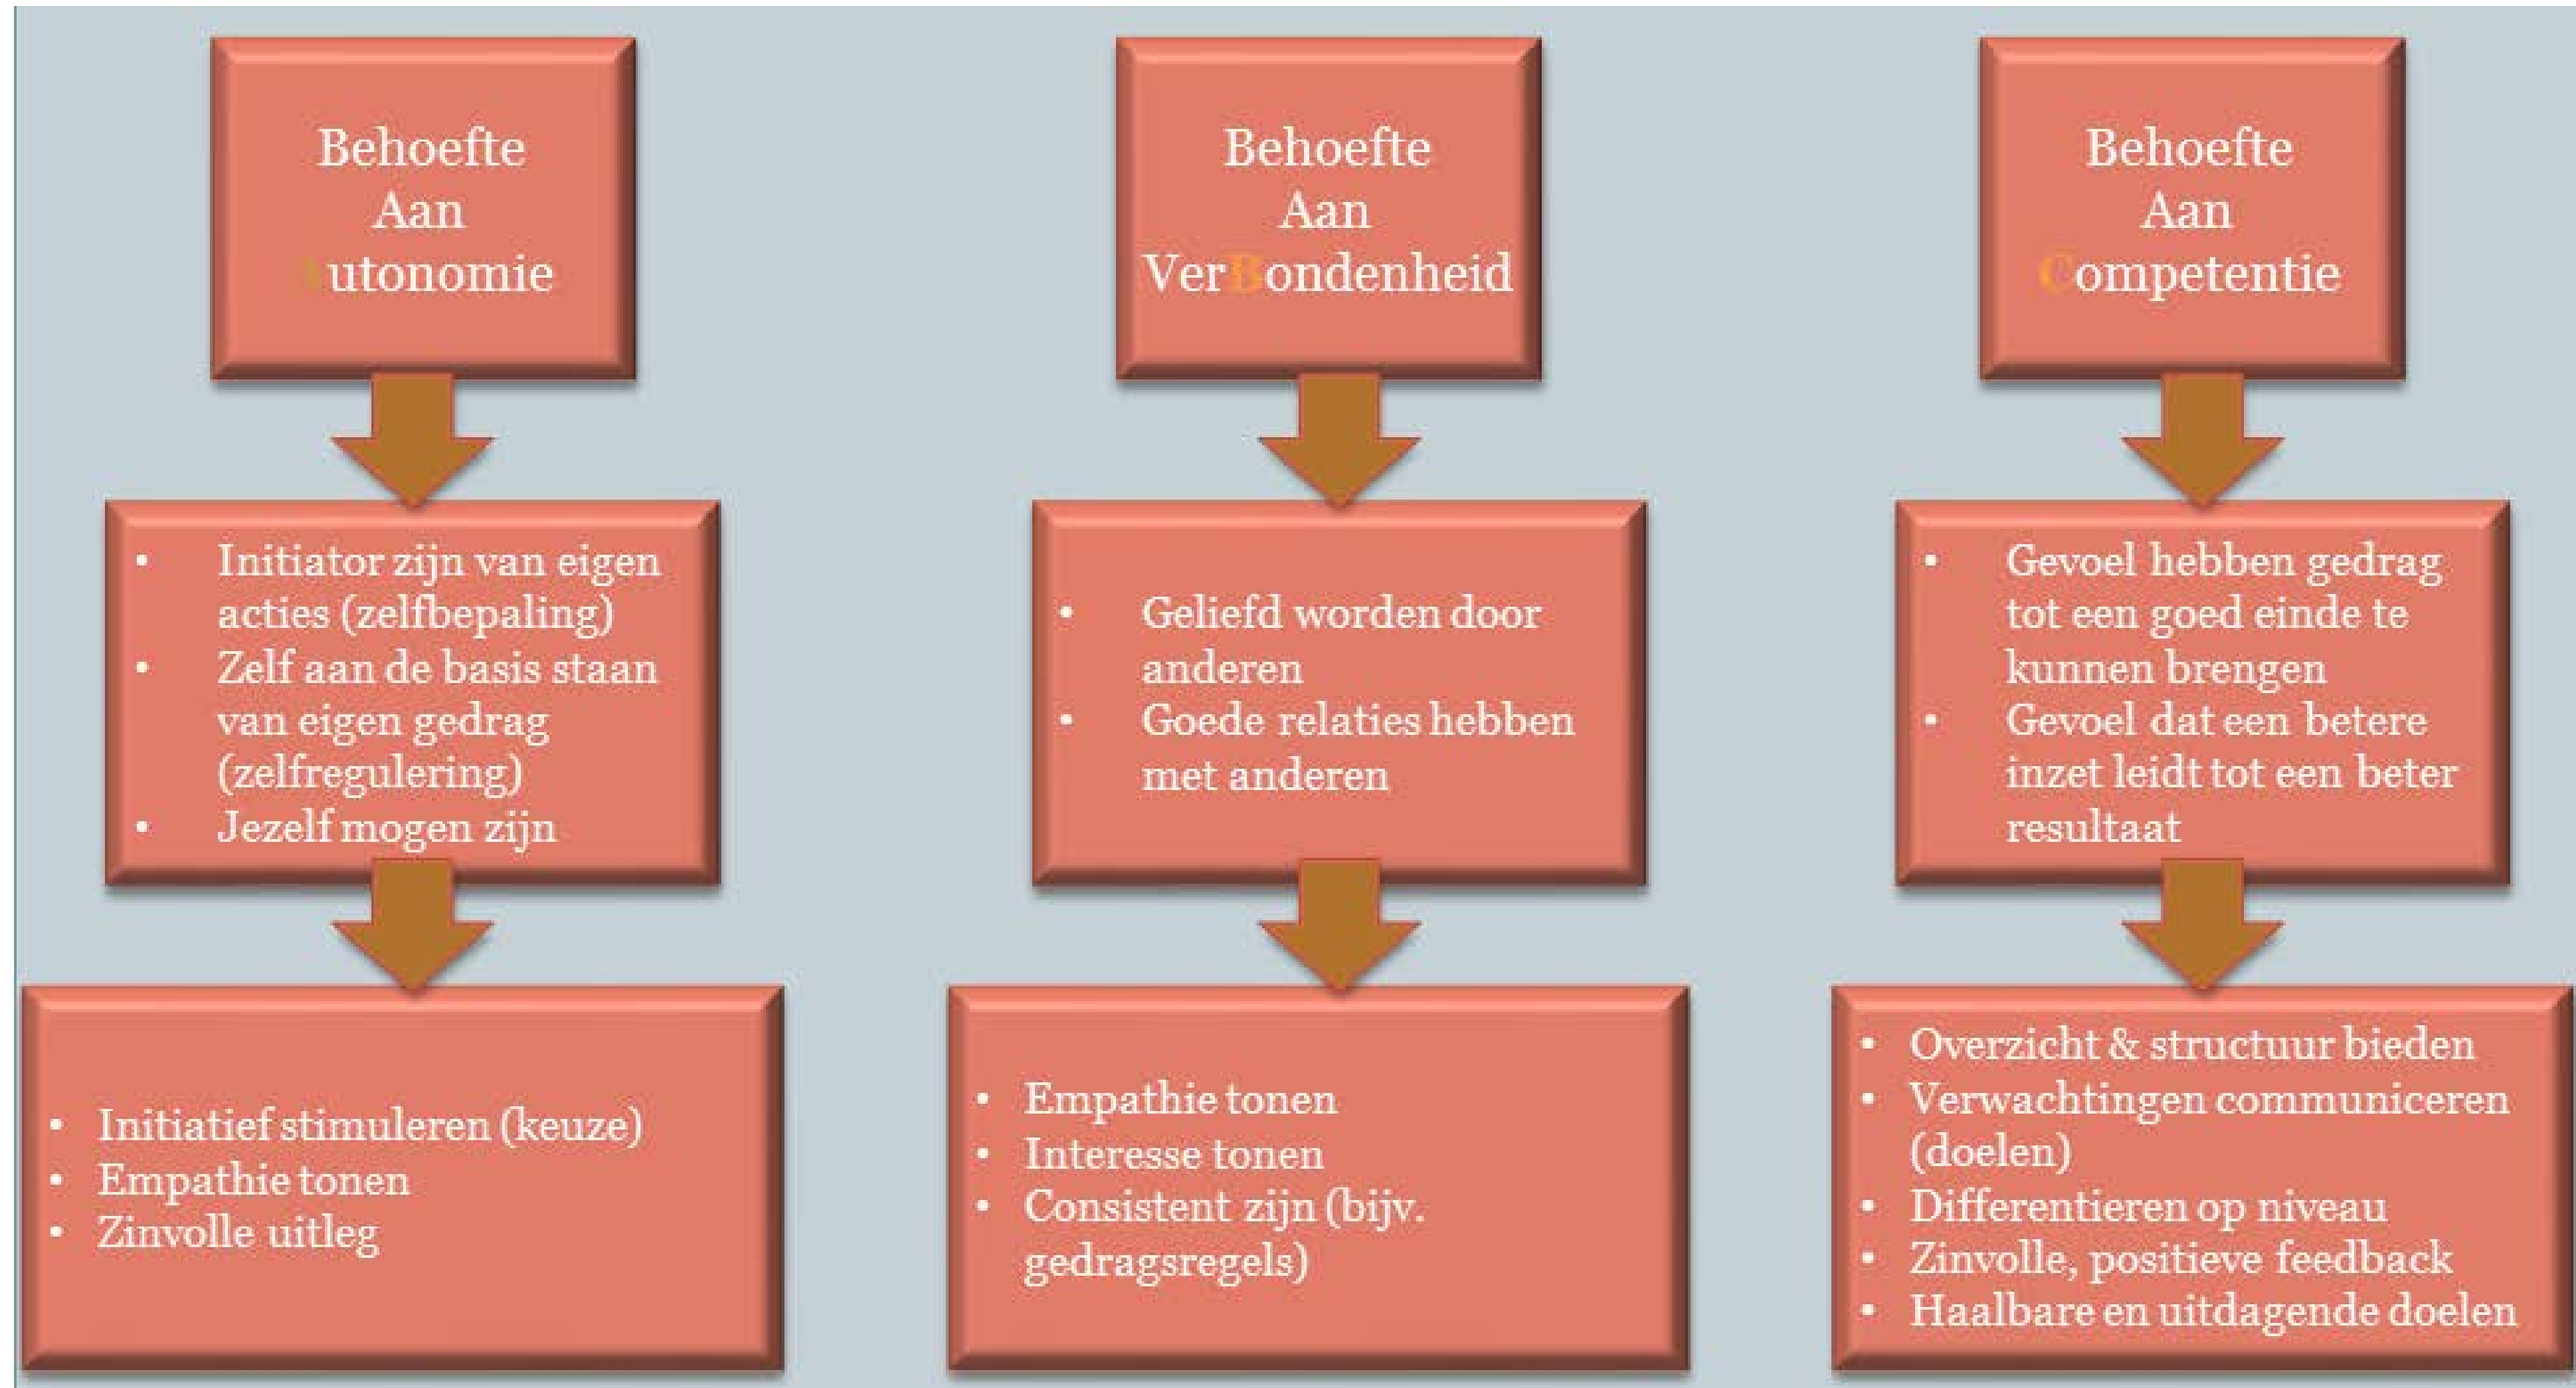 Behoefte
Aan
Autonomie
Initiator zijn van eigen
acties (zelfbepaling)
Zelf aan de basis staan
van eigen gedrag
(zelfregulering)
Jezelf mogen zijn
Initiatief stimuleren (keuze)
Empathie tonen
Zinvolle uitleg
Behoefte
Aan
VerBondenheid
Geliefd worden door
anderen
Goede relaties hebben
met anderen
Empathie tonen
Interesse tonen
Consistent zijn (bijv.
gedragsregels)
Behoefte
Aan
Competentie
Gevoel hebben gedrag
tot een goed einde te
kunnen brengen
Gevoel dat een betere
inzet leidt tot een beter
resultaat
Overzicht & structuur bieden
Verwachtingen communiceren
(doelen)
Differentieren op niveau
Zinvolle, positieve feedback
Haalbare en uitdagende doelen